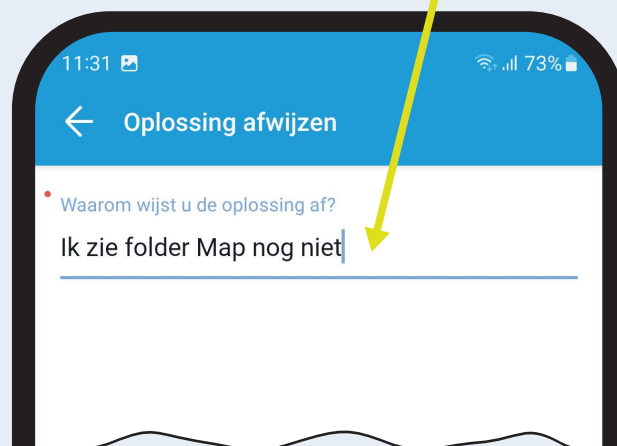 11:31 73%
Oplossing afwijzen
Waarom wijst u de oplossing af?
Ik zie folder Map nog niet